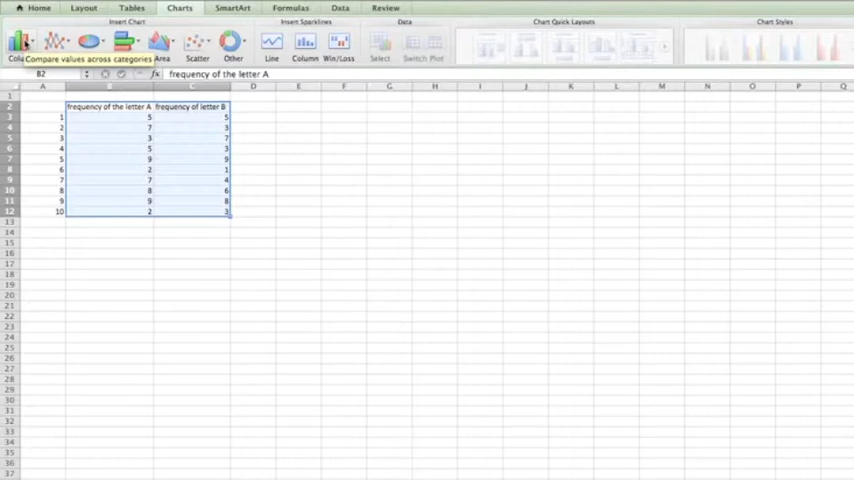 Home Layout Tables Charts SmartArt Formulas Data Review
Insert Chart Insert Sparklines Data Chart Quick Layouts Chart Styles
Area Scatter Other Line Column Win/Loss Select Switch Plot
Compare values across categories
B2 fx frequency of the letter A
A C D E F G H I J K L M N O P Q
1
2 frequency of the letter A frequency of letter B
3 1 5 5
4 2 7 3
5 3 3 7
6 4 5 3
7 5 9 9
8 6 2 1
9 7 7 4
10 8 8 6
11 9 9 8
12 10 2 3
13
14
15
16
17
18
19
20
21
22
23
24
25
26
27
28
29
30
31
32
33
34
35
36
37